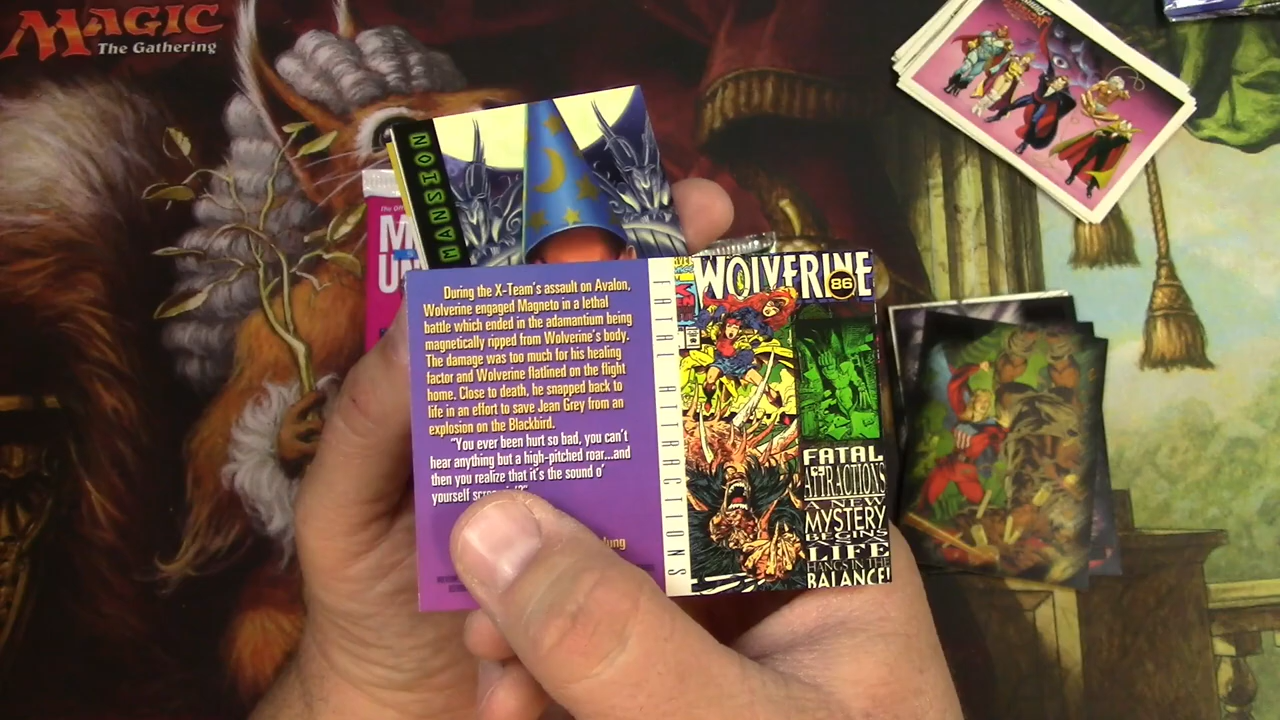 MAGIC
The Gathering
MANSION
M
U
During the X-Team's assault on Avalon,
Wolverine engaged Magneto in a lethal
battle which ended in the adamantium being
magnetically ripped from Wolverine's body.
The damage was too much for his healing
factor and Wolverine flatlined on the flight
home. Close to death, he snapped back to
life in an effort to save Jean Grey from an
explosion on the Blackbird.
"You ever been hurt so bad, you can't
hear anything but a high-pitched roar...and
then you realize that it's the sound o'
yourself
FATAL ATTRACTIONS
WOLVERINE
86
FATAL
ATTRACTIONS
A NEW
MYSTERY
BEGINS
AS A
LIFE
HANGS IN THE
BALANCE!